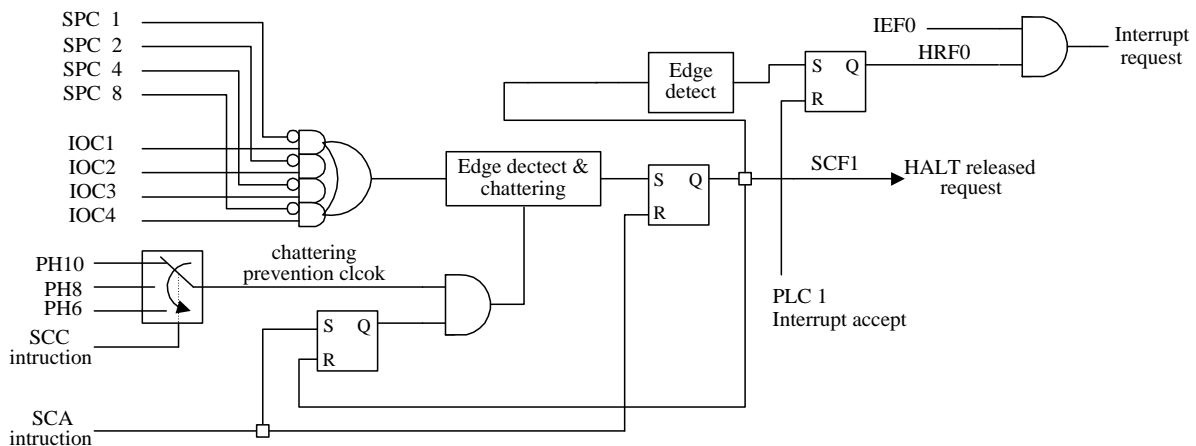 SPC 1
SPC 2
SPC 4
SPC 8
IOC1
IOC2
IOC3
IOC4
PH10
PH8
PH6
SCC
intruction
SCA
intruction
chattering
prevention clcok
S Q
R
Edge dectect &
chattering
S Q
R
Edge
detect
S Q
R
IEF0
HRF0
Interrupt
request
SCF1
HALT released
request
PLC 1
Interrupt accept